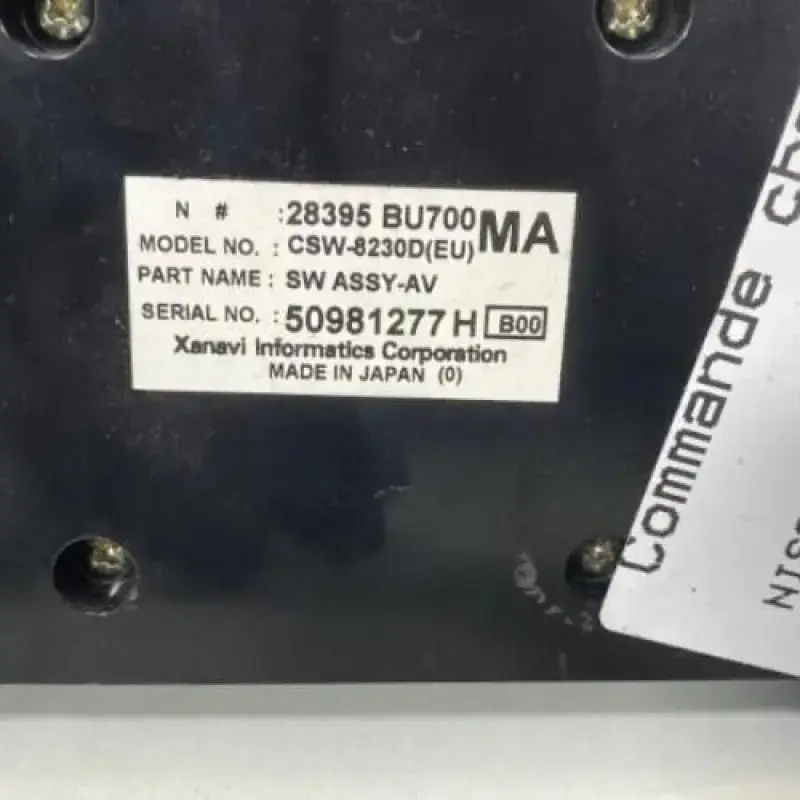 N # :28395 BU700 MA
MODEL NO. : CSW-8230D(EU)
PART NAME : SW ASSY-AV
SERIAL NO. : 50981277 H B00
Xanavi Informatics Corporation
MADE IN JAPAN (0)
Commande